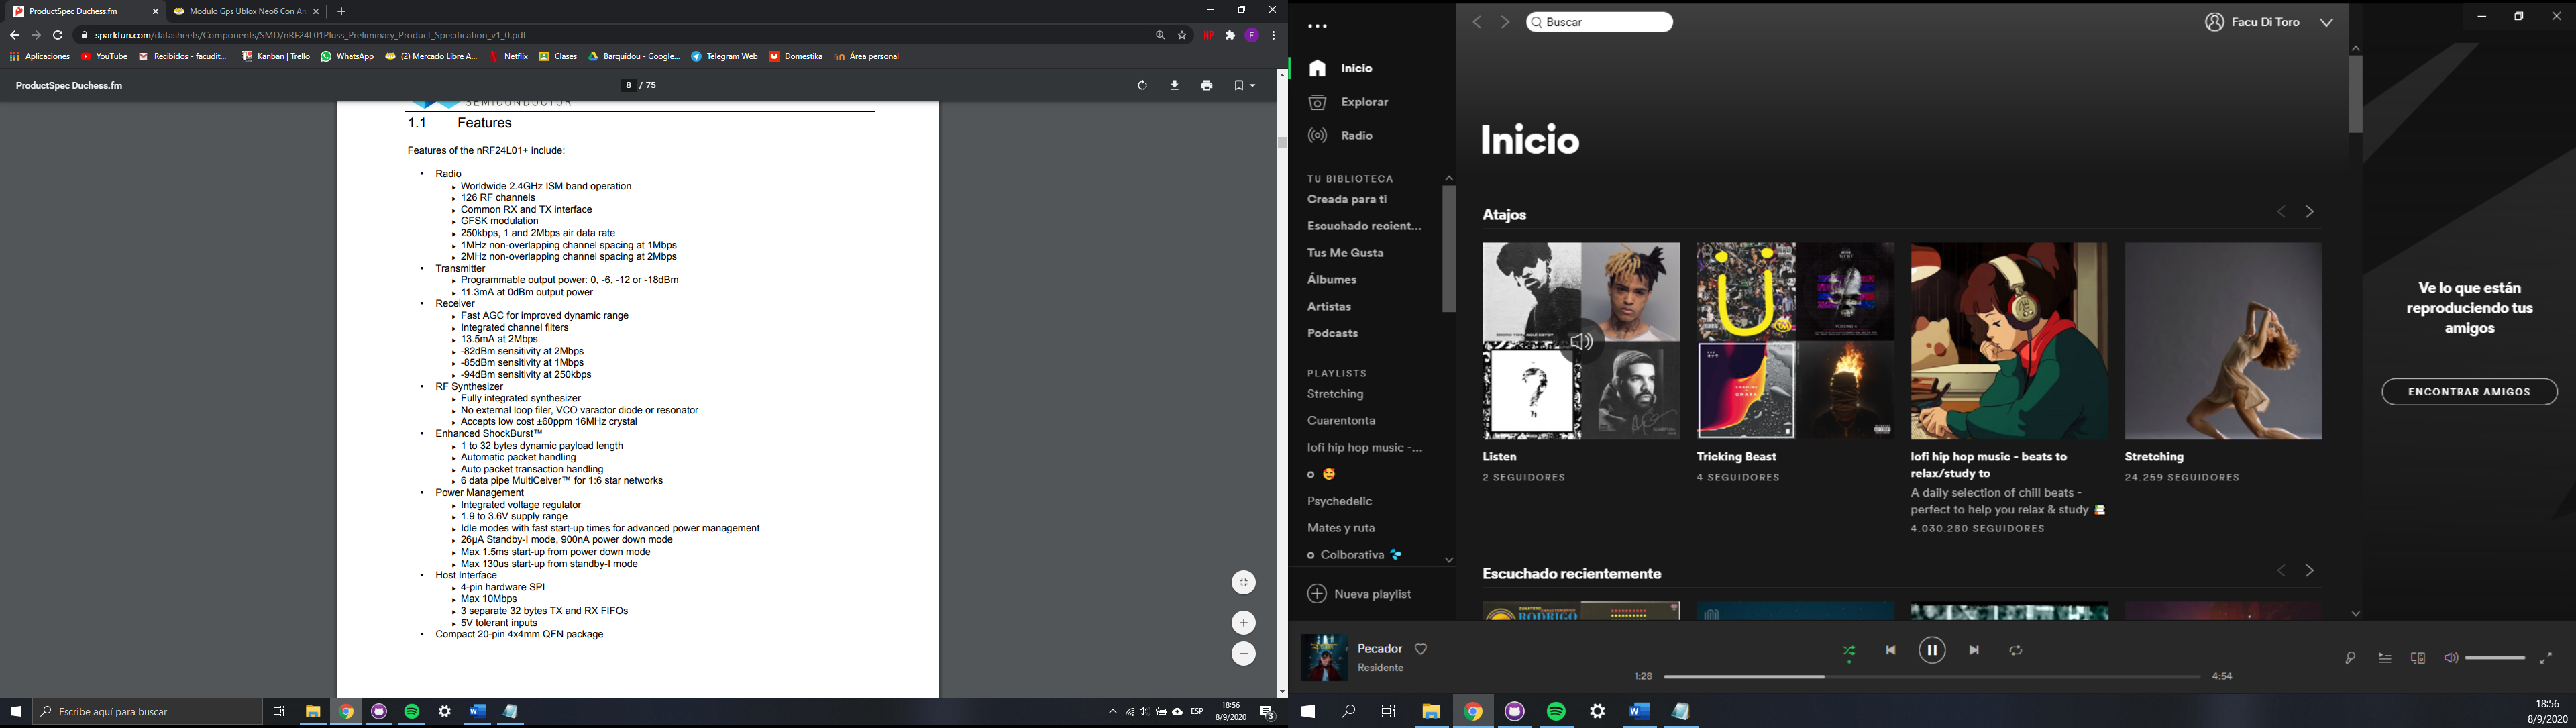 ProductSpec Duchess.fm
Modulo Gps Ublox Neo6 Con An
sparkfun.com/datasheets/Components/SMD/nRF24L01Pluss_Preliminary_Product_Specification_v1_0.pdf
Aplicaciones
YouTube
Recibidos - facudit...
Kanban | Trello
WhatsApp
(2) Mercado Libre A...
Netflix
Clases
Barquidou - Google...
Telegram Web
Domestika
Área personal
ProductSpec Duchess.fm
8 / 75
SEMICONDUCTOR
1.1 Features
Features of the nRF24L01+ include:
• Radio
▸ Worldwide 2.4GHz ISM band operation
▸ 126 RF channels
▸ Common RX and TX interface
▸ GFSK modulation
▸ 250kbps, 1 and 2Mbps air data rate
▸ 1MHz non-overlapping channel spacing at 1Mbps
▸ 2MHz non-overlapping channel spacing at 2Mbps
• Transmitter
▸ Programmable output power: 0, -6, -12 or -18dBm
▸ 11.3mA at 0dBm output power
• Receiver
▸ Fast AGC for improved dynamic range
▸ Integrated channel filters
▸ 13.5mA at 2Mbps
▸ -82dBm sensitivity at 2Mbps
▸ -85dBm sensitivity at 1Mbps
▸ -94dBm sensitivity at 250kbps
• RF Synthesizer
▸ Fully integrated synthesizer
▸ No external loop filer, VCO varactor diode or resonator
▸ Accepts low cost ±60ppm 16MHz crystal
• Enhanced ShockBurst™
▸ 1 to 32 bytes dynamic payload length
▸ Automatic packet handling
▸ Auto packet transaction handling
▸ 6 data pipe MultiCeiver™ for 1:6 star networks
• Power Management
▸ Integrated voltage regulator
▸ 1.9 to 3.6V supply range
▸ Idle modes with fast start-up times for advanced power management
▸ 26µA Standby-I mode, 900nA power down mode
▸ Max 1.5ms start-up from power down mode
▸ Max 130us start-up from standby-I mode
• Host Interface
▸ 4-pin hardware SPI
▸ Max 10Mbps
▸ 3 separate 32 bytes TX and RX FIFOs
▸ 5V tolerant inputs
• Compact 20-pin 4x4mm QFN package
Escribe aquí para buscar
ESP
18:56
8/9/2020
3
Buscar
Facu Di Toro
Inicio
Explorar
Radio
TU BIBLIOTECA
Creada para ti
Escuchado recient...
Tus Me Gusta
Álbumes
Artistas
Podcasts
PLAYLISTS
Stretching
Cuarentonta
lofi hip hop music -...
🥰
Psychedelic
Mates y ruta
Colborativa 💦
Nueva playlist
Inicio
Atajos
Listen
2 SEGUIDORES
Tricking Beast
4 SEGUIDORES
lofi hip hop music - beats to
relax/study to
A daily selection of chill beats -
perfect to help you relax & study 📚
4.030.280 SEGUIDORES
Stretching
24.259 SEGUIDORES
Escuchado recientemente
RODRIGO
Ve lo que están
reproduciendo tus
amigos
ENCONTRAR AMIGOS
Pecador
Residente
1:28
4:54
18:56
8/9/2020